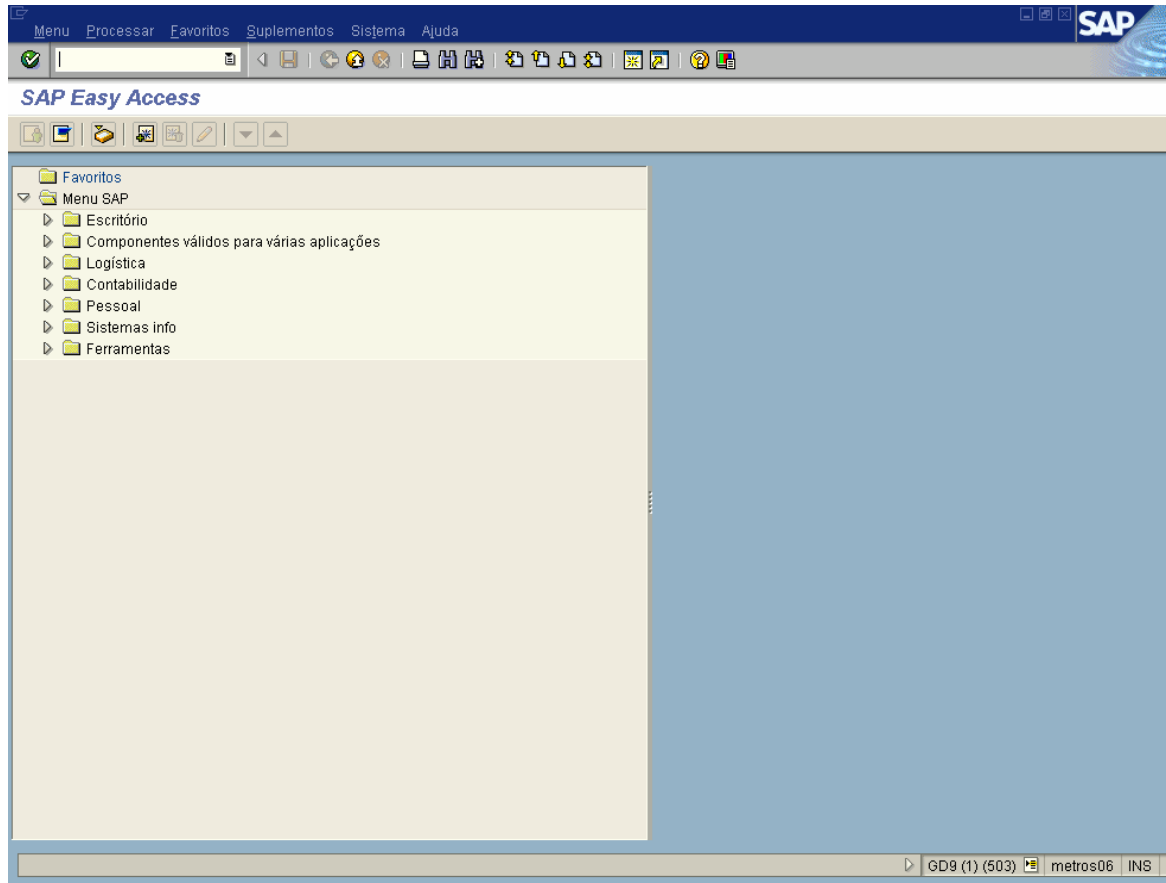 Menu Processar Favoritos Suplementos Sistema Ajuda
SAP
SAP Easy Access
Favoritos
Menu SAP
Escritório
Componentes válidos para várias aplicações
Logística
Contabilidade
Pessoal
Sistemas info
Ferramentas
GD9 (1) (503) metros06 INS